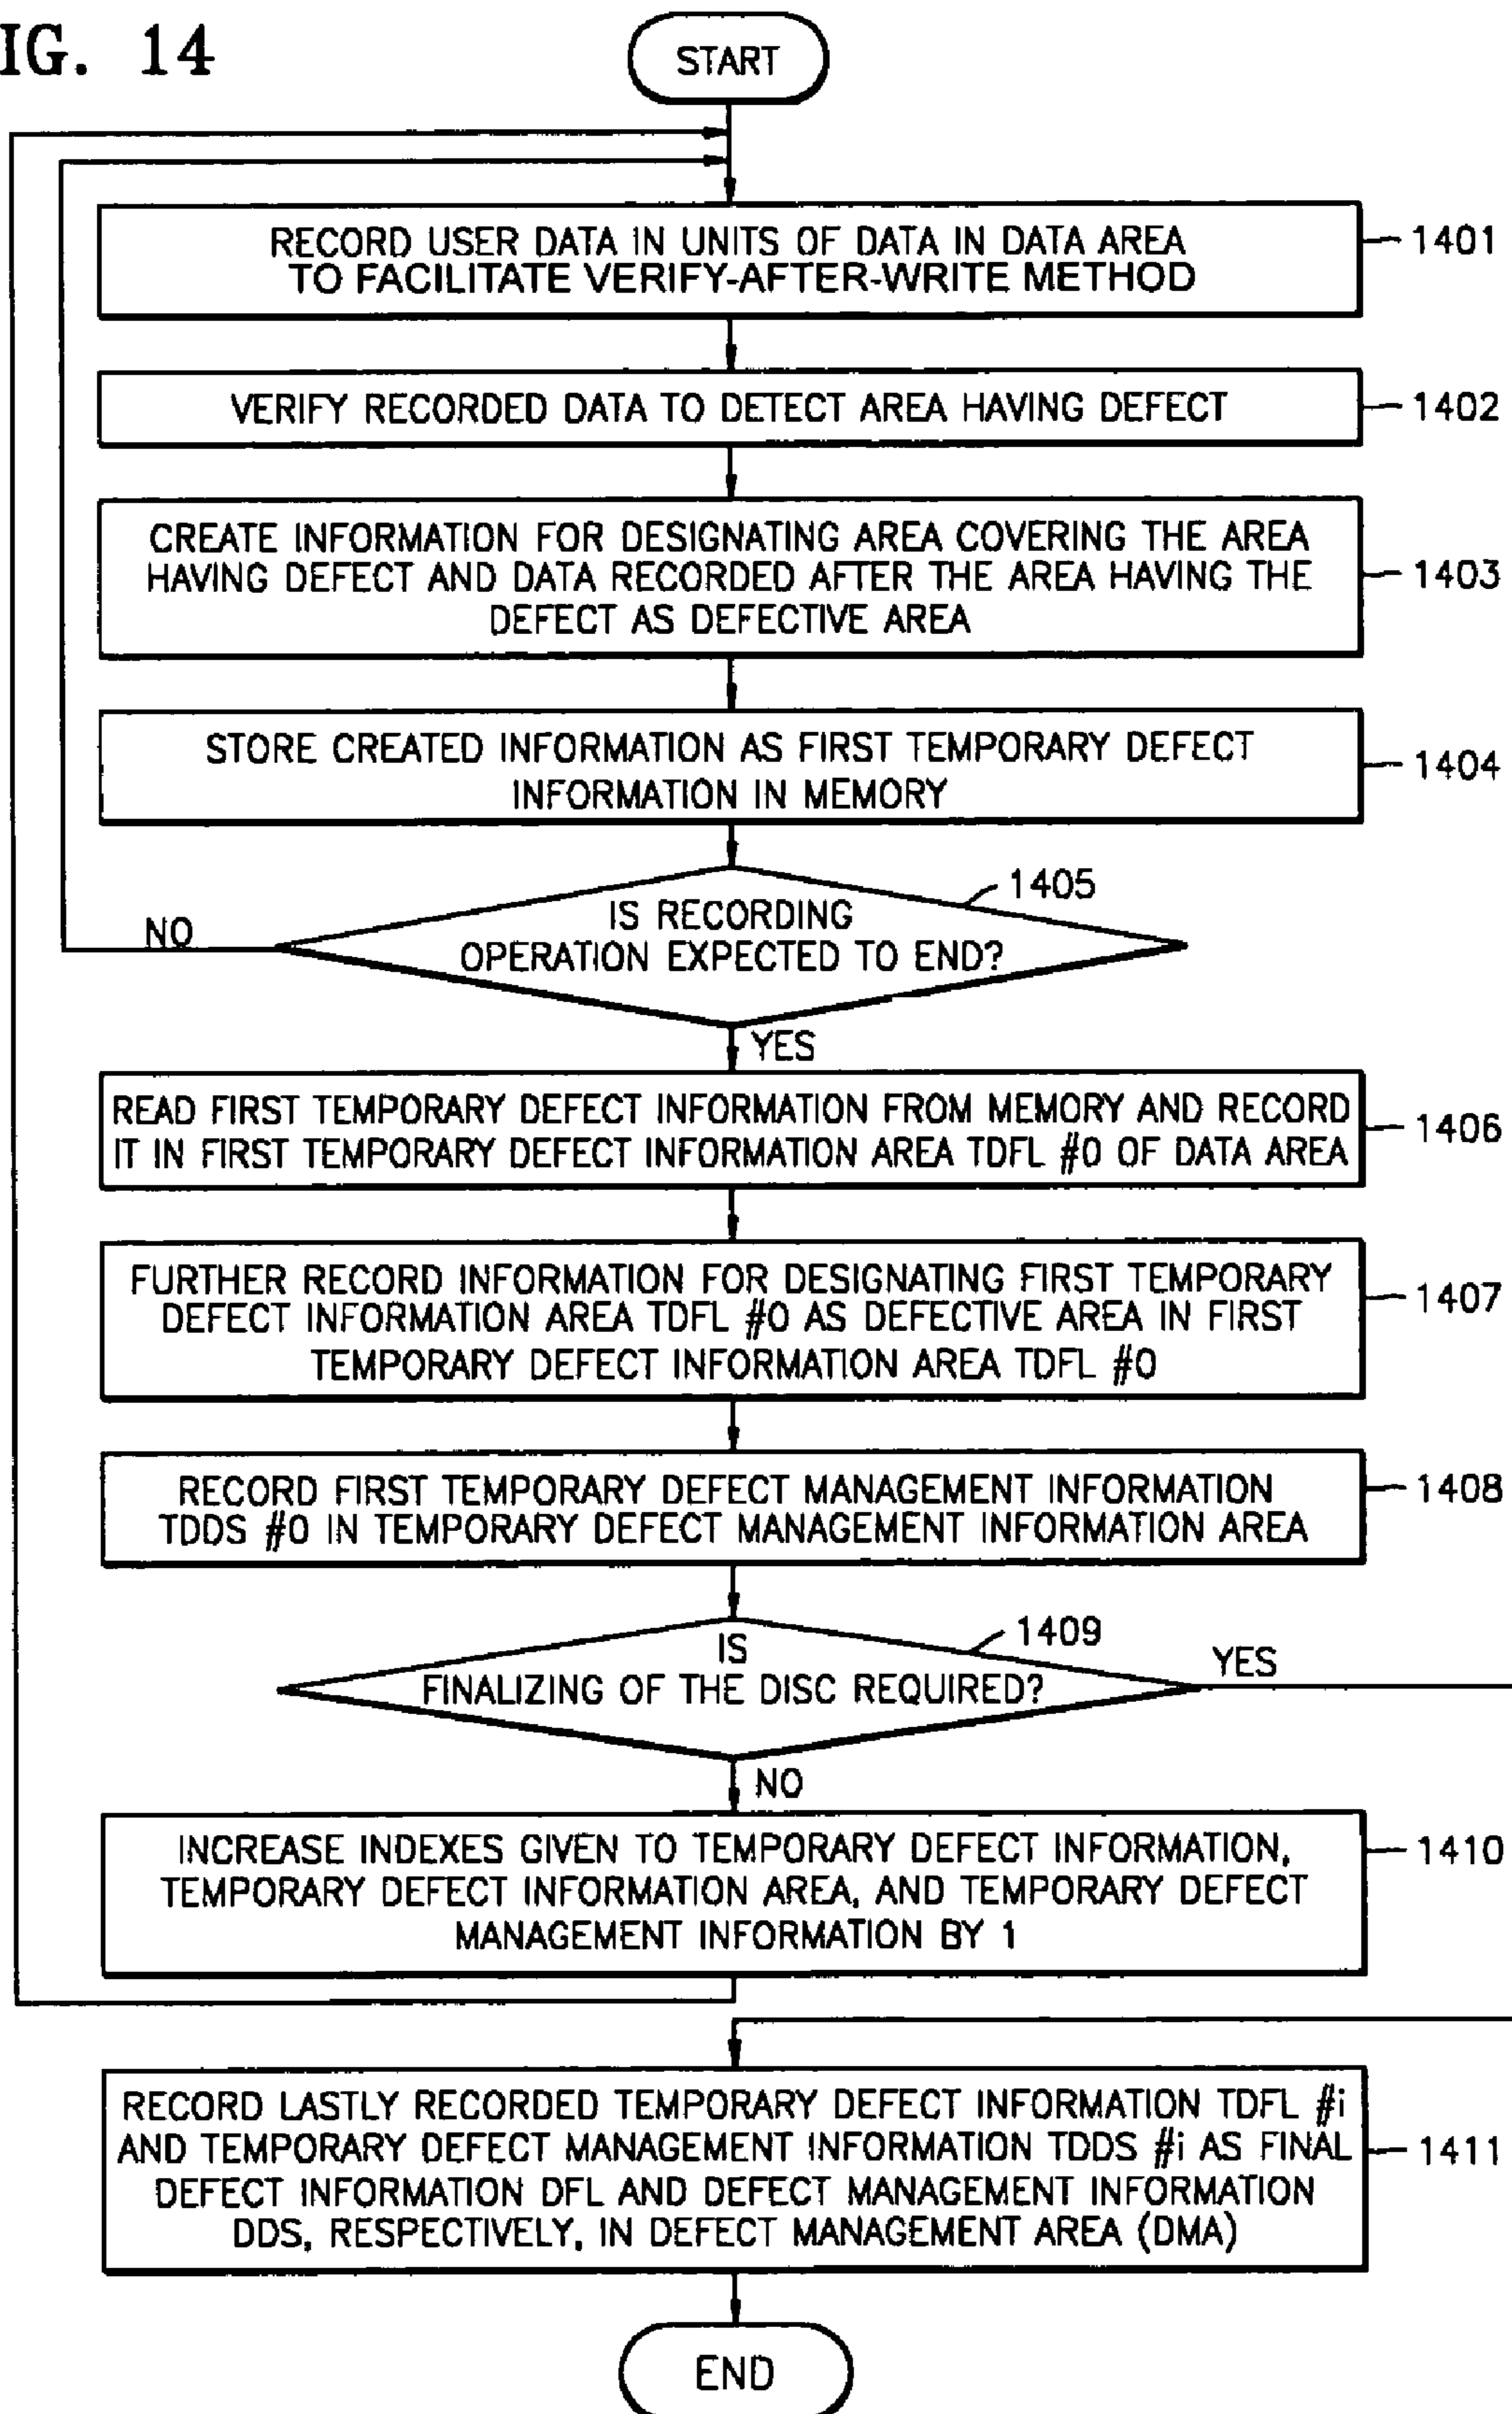 IG. 14
START
RECORD USER DATA IN UNITS OF DATA IN DATA AREA
TO FACILITATE VERIFY-AFTER-WRITE METHOD
1401
VERIFY RECORDED DATA TO DETECT AREA HAVING DEFECT
1402
CREATE INFORMATION FOR DESIGNATING AREA COVERING THE AREA
HAVING DEFECT AND DATA RECORDED AFTER THE AREA HAVING THE
DEFECT AS DEFECTIVE AREA
1403
STORE CREATED INFORMATION AS FIRST TEMPORARY DEFECT
INFORMATION IN MEMORY
1404
1405
IS RECORDING
OPERATION EXPECTED TO END?
NO
YES
READ FIRST TEMPORARY DEFECT INFORMATION FROM MEMORY AND RECORD
IT IN FIRST TEMPORARY DEFECT INFORMATION AREA TDFL #0 OF DATA AREA
1406
FURTHER RECORD INFORMATION FOR DESIGNATING FIRST TEMPORARY
DEFECT INFORMATION AREA TDFL #0 AS DEFECTIVE AREA IN FIRST
TEMPORARY DEFECT INFORMATION AREA TDFL #0
1407
RECORD FIRST TEMPORARY DEFECT MANAGEMENT INFORMATION
TDDS #0 IN TEMPORARY DEFECT MANAGEMENT INFORMATION AREA
1408
1409
IS
FINALIZING OF THE DISC REQUIRED?
YES
NO
INCREASE INDEXES GIVEN TO TEMPORARY DEFECT INFORMATION,
TEMPORARY DEFECT INFORMATION AREA, AND TEMPORARY DEFECT
MANAGEMENT INFORMATION BY 1
1410
RECORD LASTLY RECORDED TEMPORARY DEFECT INFORMATION TDFL #i
AND TEMPORARY DEFECT MANAGEMENT INFORMATION TDDS #i AS FINAL
DEFECT INFORMATION DFL AND DEFECT MANAGEMENT INFORMATION
DDS, RESPECTIVELY, IN DEFECT MANAGEMENT AREA (DMA)
1411
END